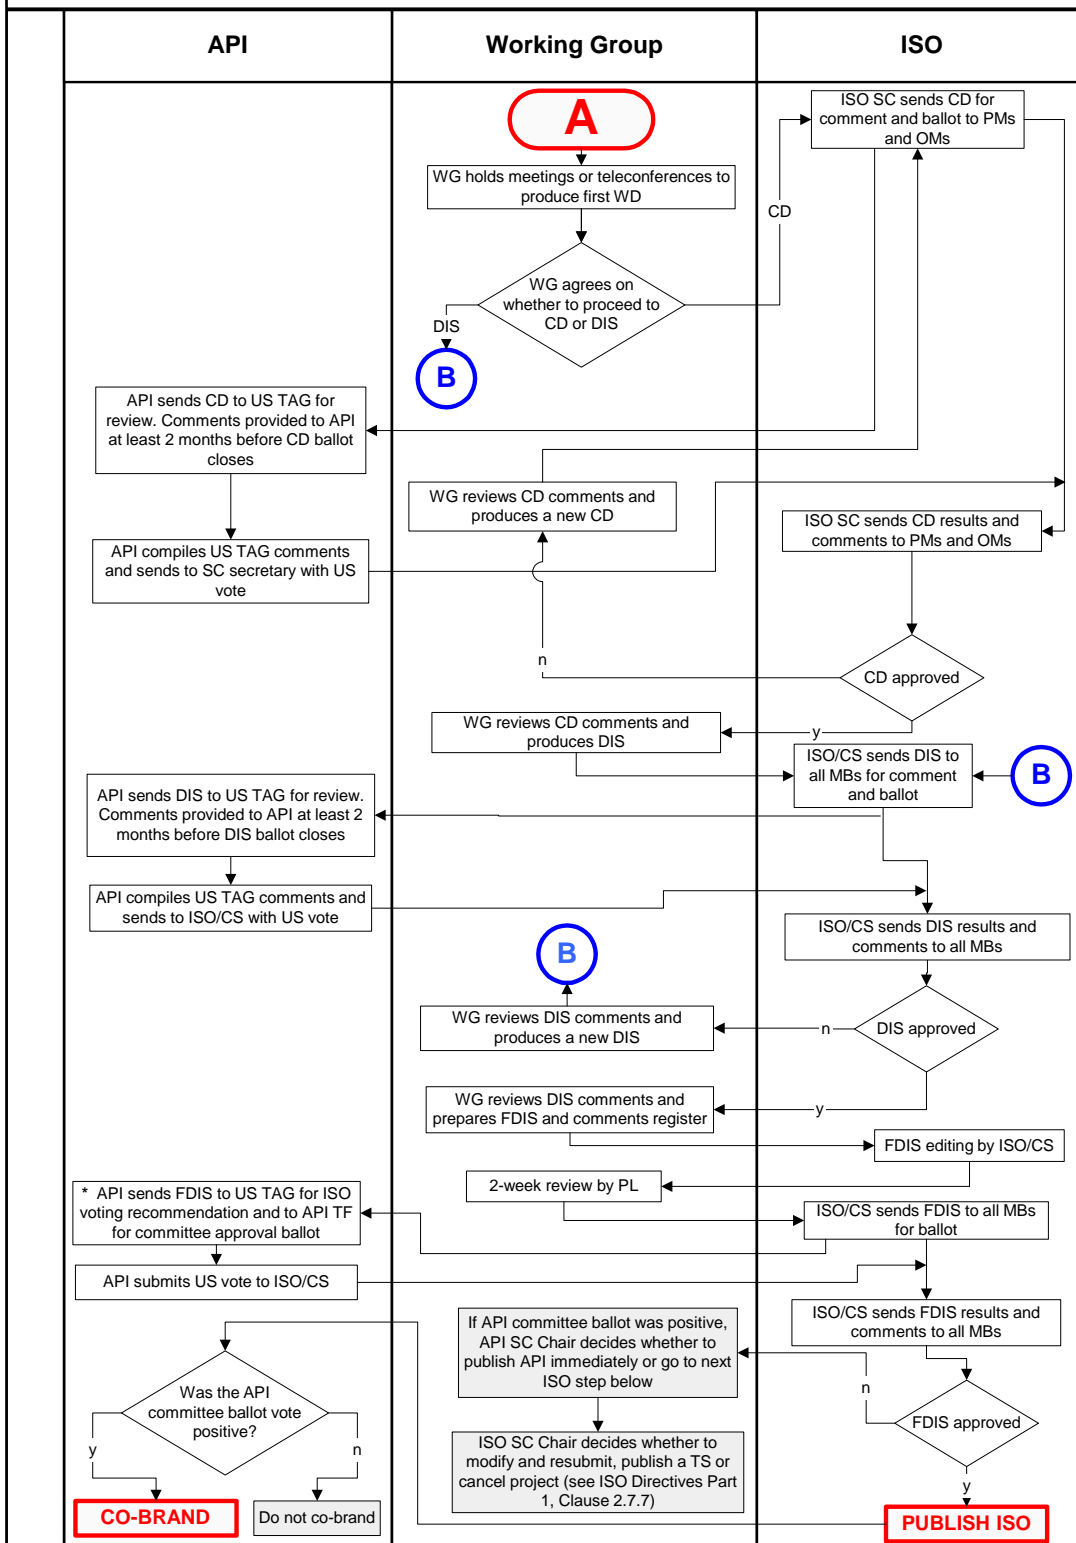 API
Working Group
ISO
A
ISO SC sends CD for
comment and ballot to PMs
and OMs
WG holds meetings or teleconferences to
produce first WD
CD
WG agrees on
whether to proceed to
CD or DIS
DIS
B
API sends CD to US TAG for
review. Comments provided to API
at least 2 months before CD ballot
closes
WG reviews CD comments and
produces a new CD
ISO SC sends CD results and
comments to PMs and OMs
API compiles US TAG comments
and sends to SC secretary with US
vote
n
CD approved
WG reviews CD comments and
produces DIS
y
ISO/CS sends DIS to
all MBs for comment
and ballot
B
API sends DIS to US TAG for review.
Comments provided to API at least 2
months before DIS ballot closes
API compiles US TAG comments and
sends to ISO/CS with US vote
ISO/CS sends DIS results and
comments to all MBs
B
WG reviews DIS comments and
produces a new DIS
n
DIS approved
WG reviews DIS comments and
prepares FDIS and comments register
y
FDIS editing by ISO/CS
2-week review by PL
* API sends FDIS to US TAG for ISO
voting recommendation and to API TF
for committee approval ballot
ISO/CS sends FDIS to all MBs
for ballot
API submits US vote to ISO/CS
ISO/CS sends FDIS results and
comments to all MBs
If API committee ballot was positive,
API SC Chair decides whether to
publish API immediately or go to next
ISO step below
n
Was the API
committee ballot vote
positive?
FDIS approved
y
n
ISO SC Chair decides whether to
modify and resubmit, publish a TS or
cancel project (see ISO Directives Part
1, Clause 2.7.7)
y
CO-BRAND
Do not co-brand
PUBLISH ISO